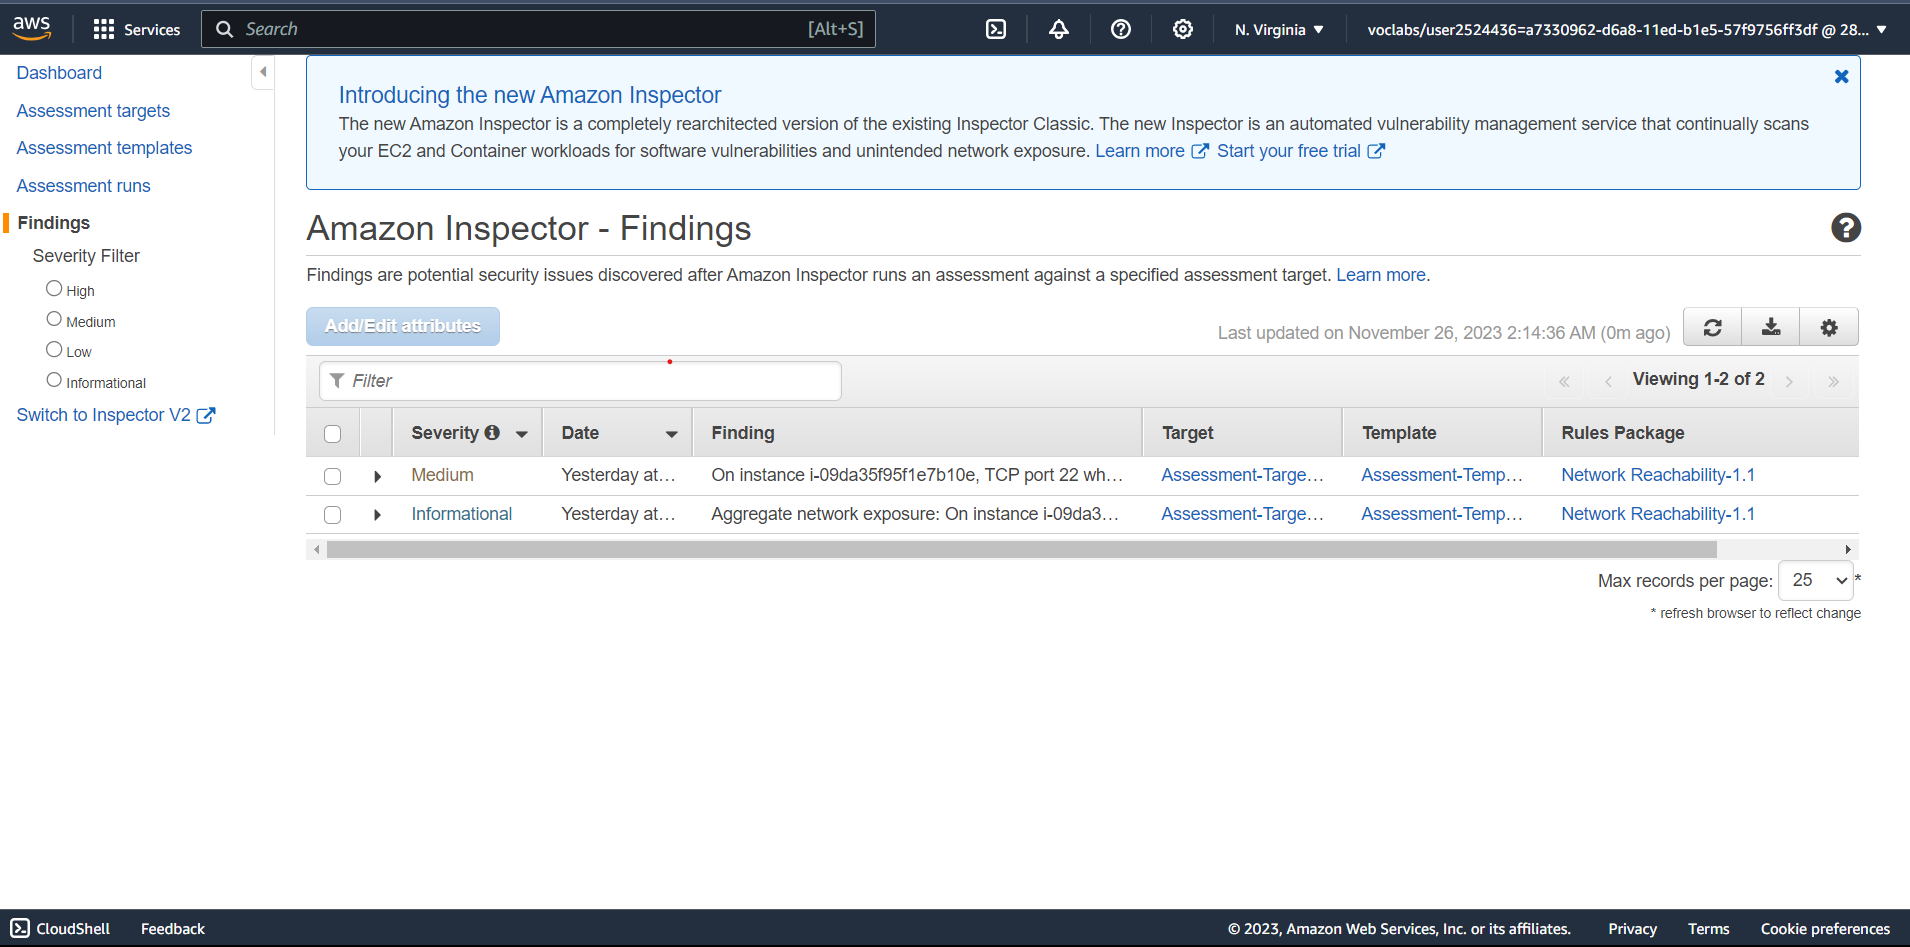 aws Services Search [Alt+S] N. Virginia voclabs/user2524436=a7330962-d6a8-11ed-b1e5-57f9756ff3df @ 28...
Dashboard
Assessment targets
Assessment templates
Assessment runs
Findings
Severity Filter
High
Medium
Low
Informational
Switch to Inspector V2
Introducing the new Amazon Inspector
The new Amazon Inspector is a completely rearchitected version of the existing Inspector Classic. The new Inspector is an automated vulnerability management service that continually scans
your EC2 and Container workloads for software vulnerabilities and unintended network exposure. Learn more Start your free trial
Amazon Inspector - Findings
Findings are potential security issues discovered after Amazon Inspector runs an assessment against a specified assessment target. Learn more.
Add/Edit attributes
Last updated on November 26, 2023 2:14:36 AM (0m ago)
Filter
Viewing 1-2 of 2
Severity Date Finding Target Template Rules Package
Medium Yesterday at... On instance i-09da35f95f1e7b10e, TCP port 22 wh... Assessment-Targe... Assessment-Temp... Network Reachability-1.1
Informational Yesterday at... Aggregate network exposure: On instance i-09da3... Assessment-Targe... Assessment-Temp... Network Reachability-1.1
Max records per page: 25 *
* refresh browser to reflect change
CloudShell Feedback © 2023, Amazon Web Services, Inc. or its affiliates. Privacy Terms Cookie preferences